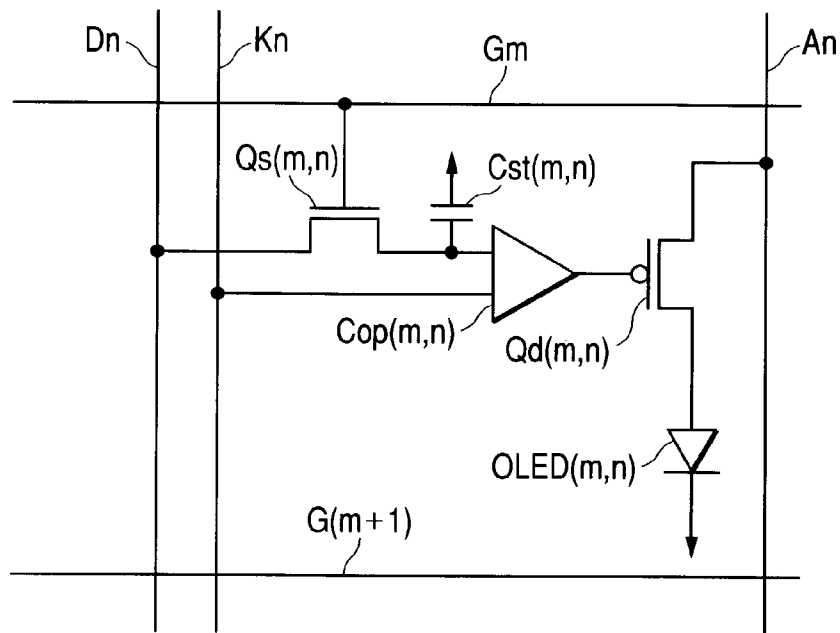 Dn
Kn
Gm
An
Qs(m,n)
Cst(m,n)
Cop(m,n)
Qd(m,n)
OLED(m,n)
G(m+1)